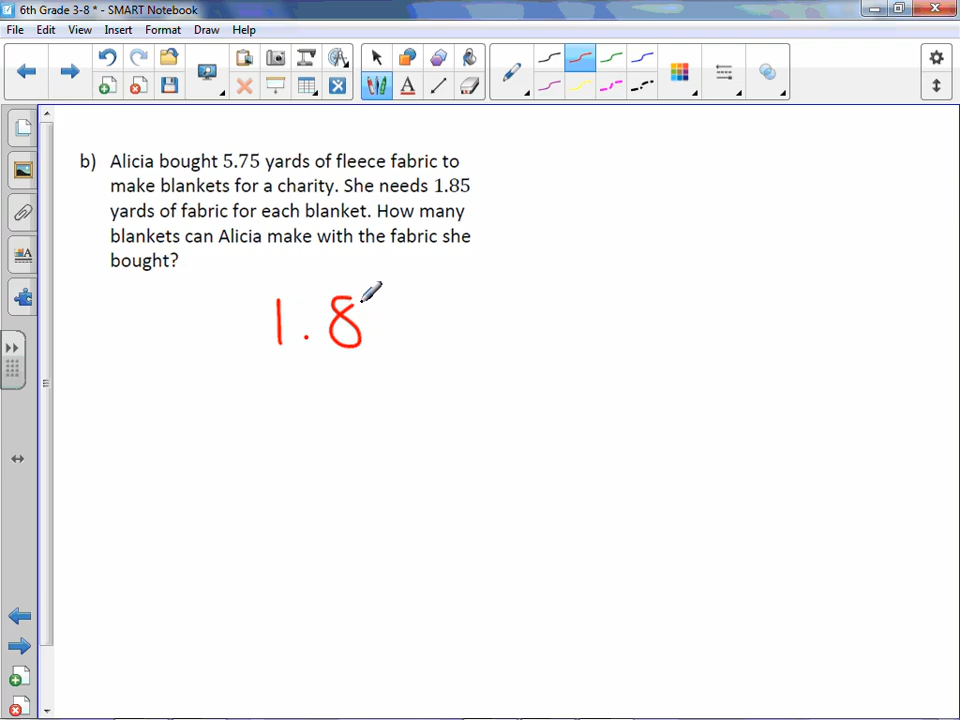 6th Grade 3-8 * - SMART Notebook
File Edit View Insert Format Draw Help
b) Alicia bought 5.75 yards of fleece fabric to
make blankets for a charity. She needs 1.85
yards of fabric for each blanket. How many
blankets can Alicia make with the fabric she
bought?
1.8